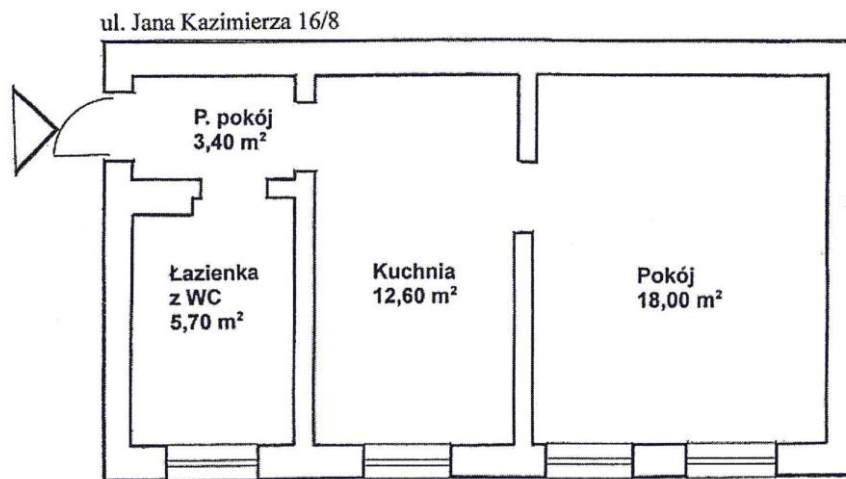 ul. Jana Kazimierza 16/8
P. pokój
3,40 m²
Łazienka
z WC
5,70 m²
Kuchnia
12,60 m²
Pokój
18,00 m²